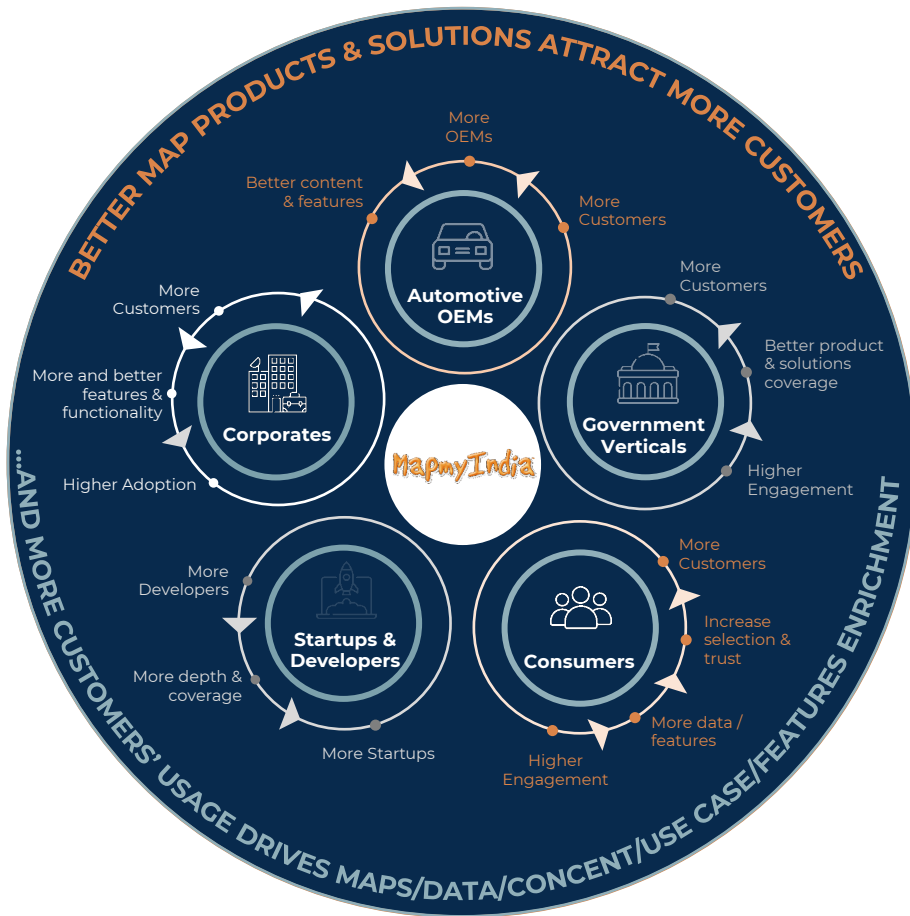 BETTER MAP PRODUCTS & SOLUTIONS ATTRACT MORE CUSTOMERS
More
OEMs
Better content
& features
More
Customers
Automotive
OEMs
More
Customers
More and better
features &
functionality
Higher Adoption
Corporates
More
Customers
Better product
& solutions
coverage
Higher
Engagement
Government
Verticals
MapmyIndia
More
Developers
More depth &
coverage
More Startups
Startups &
Developers
More
Customers
Increase
selection &
trust
More data /
features
Higher
Engagement
Consumers
...AND MORE CUSTOMERS' USAGE DRIVES MAPS/DATA/CONCENT/USE CASE/FEATURES ENRICHMENT